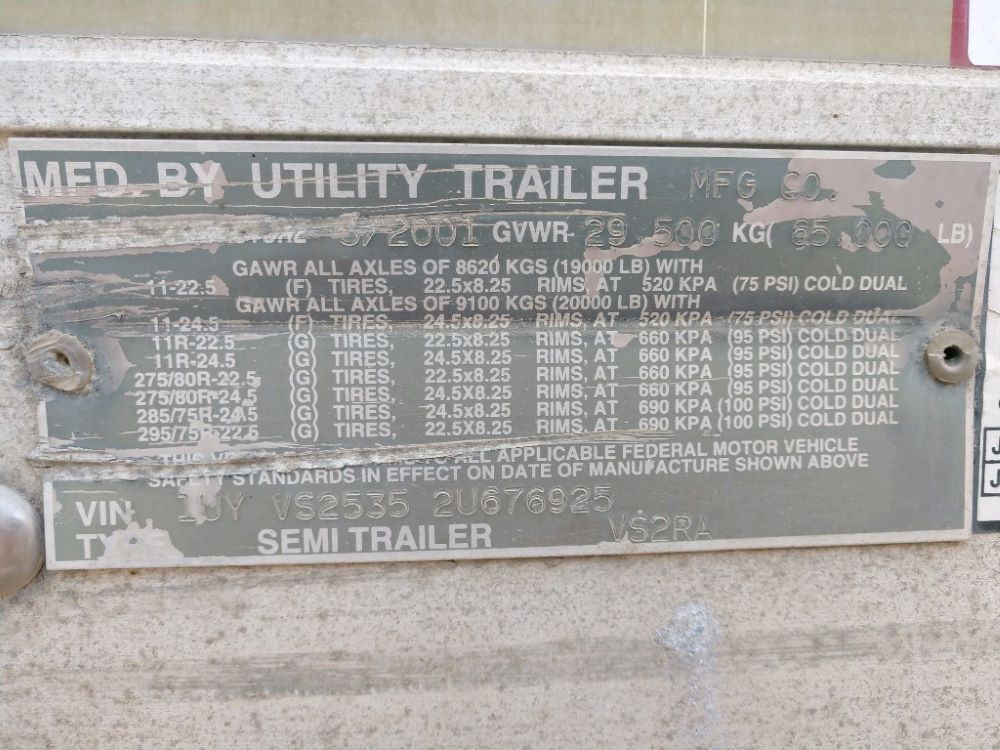 MFD. BY UTILITY TRAILER MFG CO.
2001 GVWR 29 500 KG( 65.000 LB)
GAWR ALL AXLES OF 8620 KGS (19000 LB) WITH
11-22.5 (F) TIRES, 22.5x8.25 RIMS, AT 520 KPA (75 PSI) COLD DUAL
GAWR ALL AXLES OF 9100 KGS (20000 LB) WITH
11-24.5 (F) TIRES, 24.5x8.25 RIMS, AT 520 KPA (75 PSI) COLD DUAL
11R-22.5 (G) TIRES, 22.5x8.25 RIMS, AT 660 KPA (95 PSI) COLD DUAL
11R-24.5 (G) TIRES, 24.5x8.25 RIMS, AT 660 KPA (95 PSI) COLD DUAL
275/80R-22.5 (G) TIRES, 22.5x8.25 RIMS, AT 660 KPA (95 PSI) COLD DUAL
275/80R-24.5 (G) TIRES, 24.5x8.25 RIMS, AT 660 KPA (95 PSI) COLD DUAL
285/75R-24.5 (G) TIRES, 24.5x8.25 RIMS, AT 690 KPA (100 PSI) COLD DUAL
295/75R-22.5 (G) TIRES, 22.5x8.25 RIMS, AT 690 KPA (100 PSI) COLD DUAL
THIS ALL APPLICABLE FEDERAL MOTOR VEHICLE
SAFETY STANDARDS IN EFFECT ON DATE OF MANUFACTURE SHOWN ABOVE
VIN 1UY VS2535 2U676925
TYPE SEMI TRAILER VS2RA